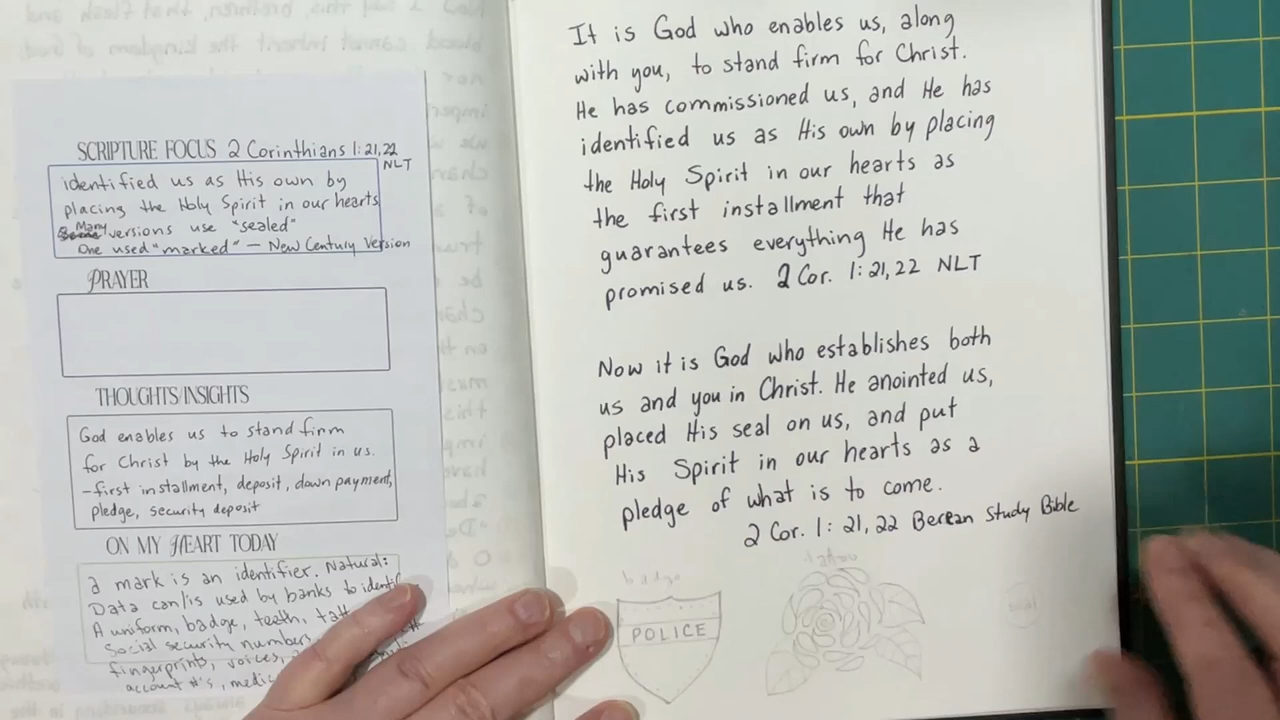 SCRIPTURE FOCUS 2 Corinthians 1:21,22
NLT
identified us as His own by
placing the Holy Spirit in our hearts
Many versions use "sealed"
One used "marked" – New Century Version
PRAYER
THOUGHTS/INSIGHTS
God enables us to stand firm
for Christ by the Holy Spirit in us.
-first installment, deposit, down payment,
pledge, security deposit
ON MY HEART TODAY
a mark is an identifier. Natural:
Data can/is used by banks to
A uniform, badge, teeth,
Social security numbers
fingerprints, voices,
account #'s,
It is God who enables us, along
with you, to stand firm for Christ.
He has commissioned us, and He has
identified us as His own by placing
the Holy Spirit in our hearts as
the first installment that
guarantees everything He has
promised us. 2 Cor. 1:21,22 NLT
Now it is God who establishes both
us and you in Christ. He anointed us,
placed His seal on us, and put
His Spirit in our hearts as a
pledge of what is to come.
2 Cor. 1:21,22 Berean Study Bible
badge
POLICE